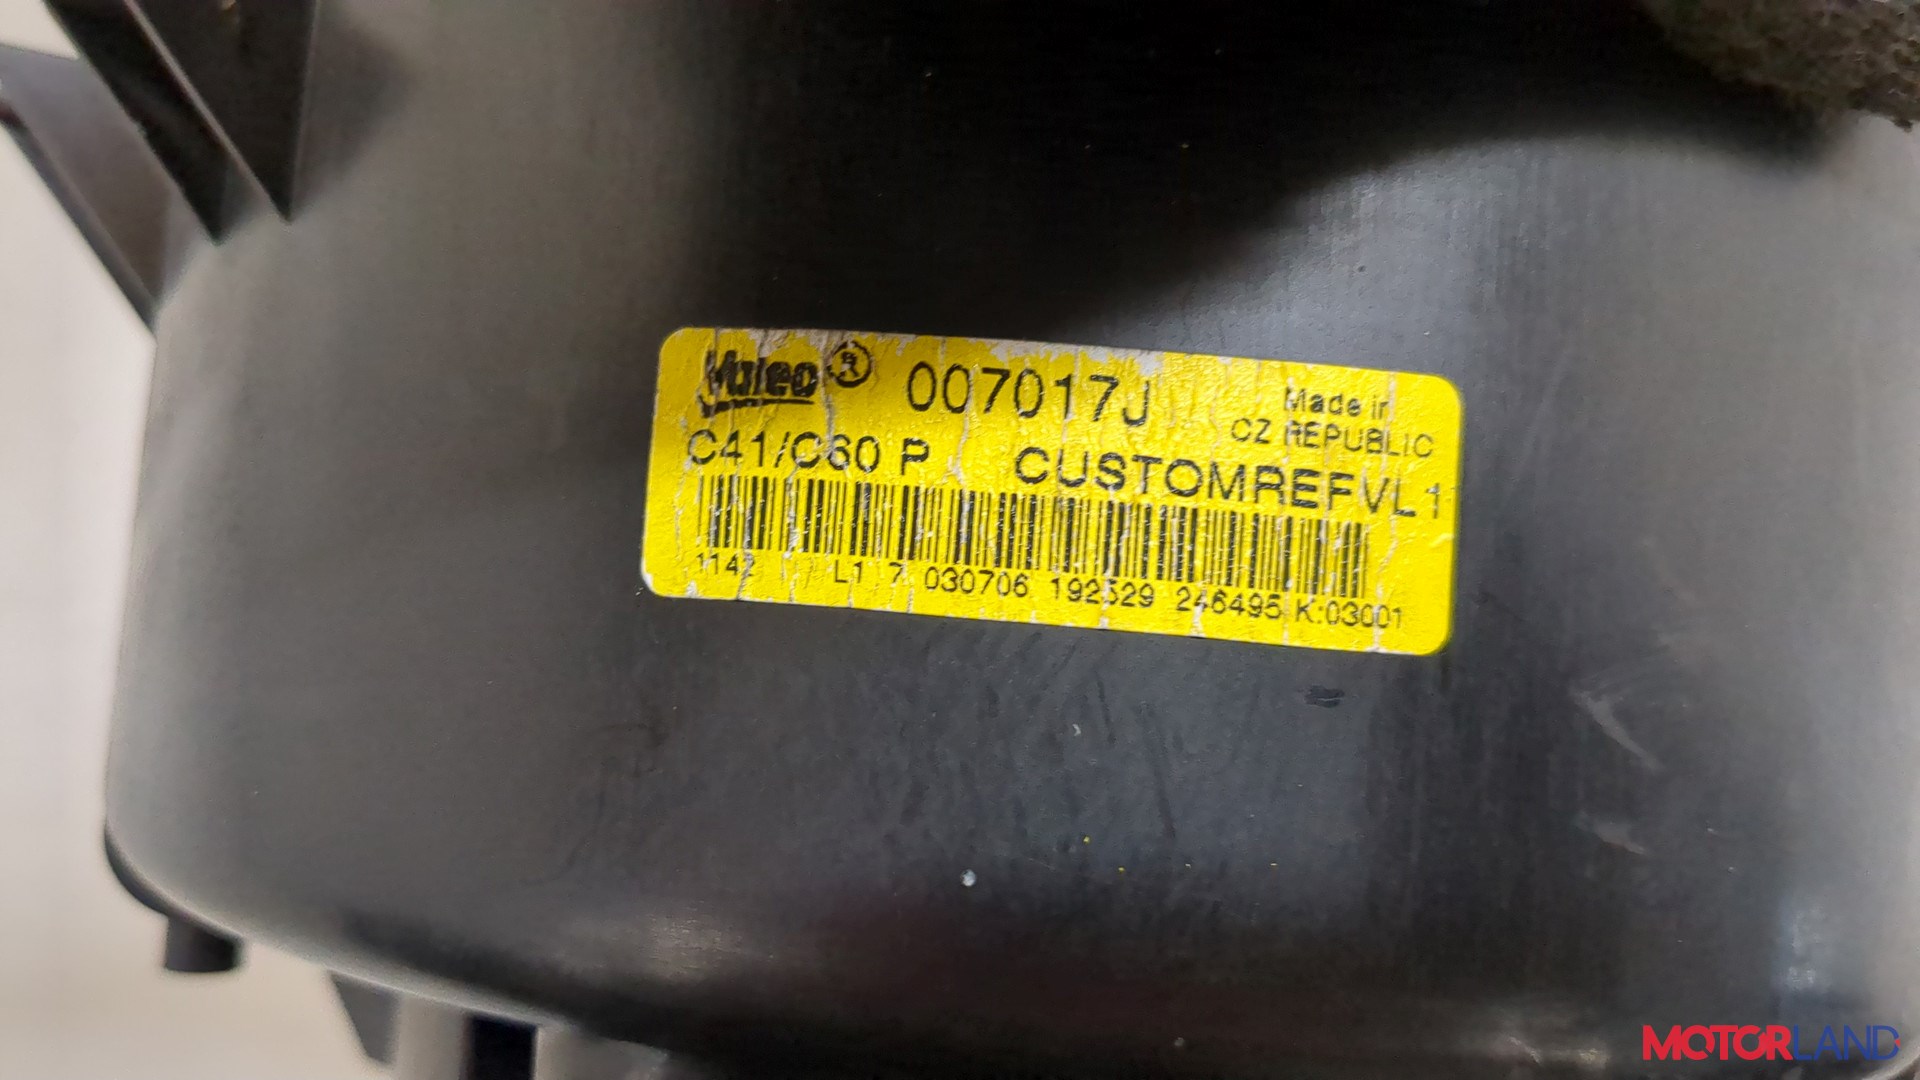 Valeo® 007017J Made in
CZ REPUBLIC
C41/C60 P CUSTOMREFVL1
L1 7 030706 192529 246495 K:03001
MOTORLAND